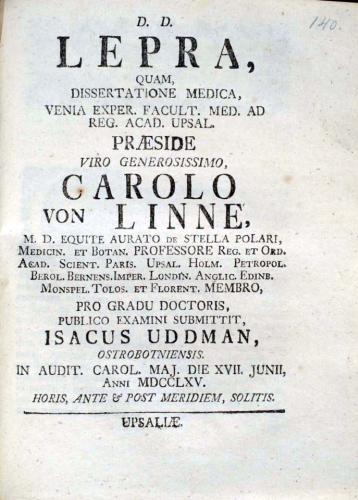 140.
D. D.
LEPRA,
QUAM,
DISSERTATIONE MEDICA,
VENIA EXPER. FACULT. MED. AD
REG. ACAD. UPSAL.
PRÆSIDE
VIRO GENEROSISSIMO,
CAROLO
VON LINNE,
M. D. EQUITE AURATO DE STELLA POLARI,
MEDICIN. ET BOTAN. PROFESSORE REG. ET ORD.
ACAD. SCIENT. PARIS. UPSAL. HOLM. PETROPOL.
BEROL. BERNENS. IMPER. LONDIN. ANGLIC. EDINB.
MONSPEL. TOLOS. ET FLORENT. MEMBRO,
PRO GRADU DOCTORIS,
PUBLICO EXAMINI SUBMITTIT,
ISACUS UDDMAN,
OSTROBOTNIENSIS.
IN AUDIT. CAROL. MAJ. DIE XVII. JUNII,
ANNI MDCCLXV.
HORIS, ANTE & POST MERIDIEM, SOLITIS.
UPSALIÆ.